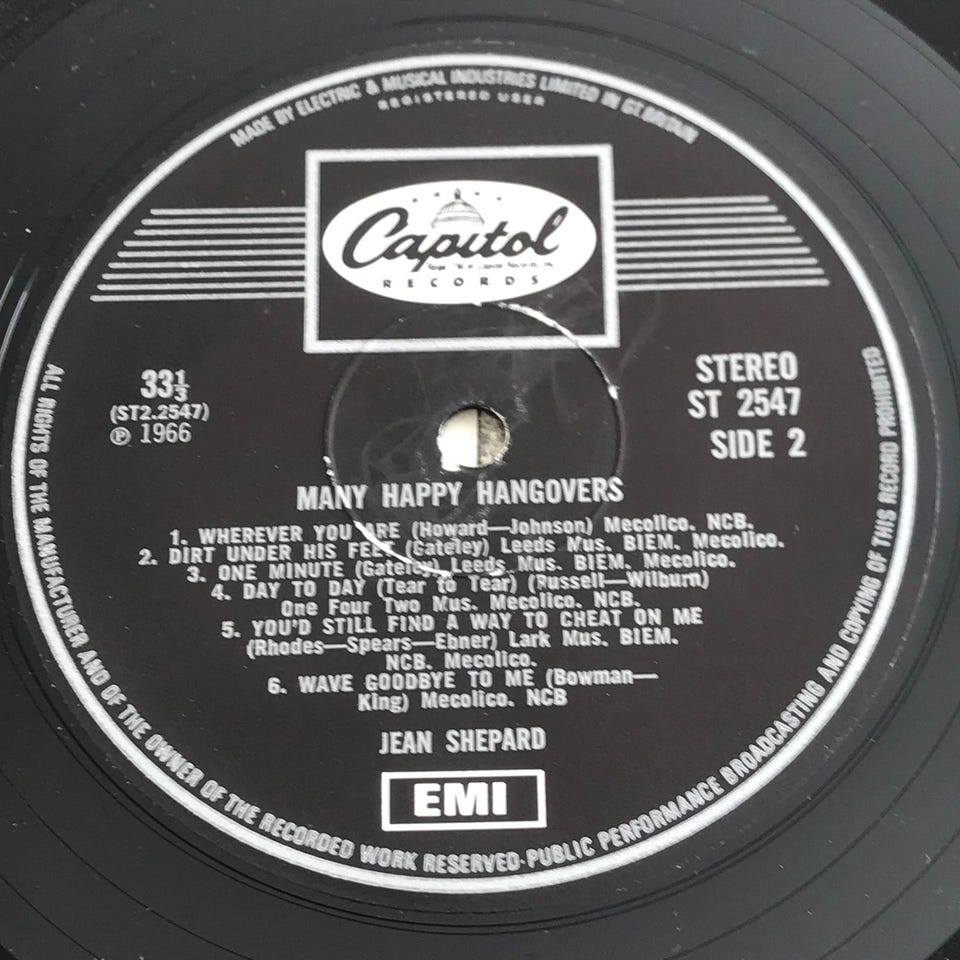 MADE BY ELECTRIC & MUSICAL INDUSTRIES LIMITED IN GT. BRITAIN
REGISTERED USER
Capitol
RECORDS
33⅓
(ST2.2547)
℗ 1966
STEREO
ST 2547
SIDE 2
MANY HAPPY HANGOVERS
1. WHEREVER YOU ARE (Howard—Johnson) Mecolico. NCB.
2. DIRT UNDER HIS FEET (Gateley) Leeds Mus. BIEM. Mecolico.
3. ONE MINUTE (Gateley) Leeds Mus. BIEM. Mecolico.
4. DAY TO DAY (Tear to Tear) (Russell—Wilburn)
One Four Two Mus. Mecolico. NCB.
5. YOU'D STILL FIND A WAY TO CHEAT ON ME
(Rhodes—Spears—Ebner) Lark Mus. BIEM.
NCB. Mecolico.
6. WAVE GOODBYE TO ME (Bowman—
King) Mecolico. NCB
JEAN SHEPARD
EMI
ALL RIGHTS OF THE MANUFACTURER AND OF THE OWNER OF THE RECORDED WORK RESERVED·PUBLIC PERFORMANCE BROADCASTING AND COPYING OF THIS RECORD PROHIBITED